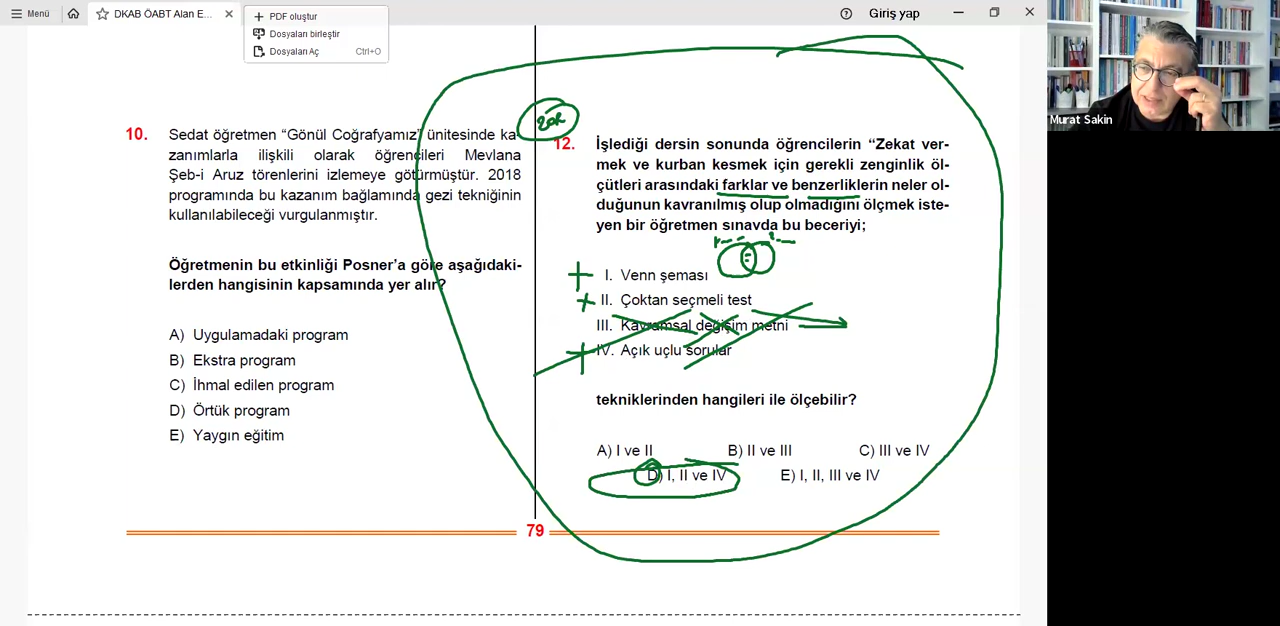 Menü
DKAB ÖABT Alan E...
PDF oluştur
Dosyaları birleştir
Dosyaları Aç Ctrl+O
Giriş yap
Murat Sakin
10. Sedat öğretmen “Gönül Coğrafyamız” ünitesinde ka-
zanımlarla ilişkili olarak öğrencileri Mevlana
Şeb-i Aruz törenlerini izlemeye götürmüştür. 2018
programında bu kazanım bağlamında gezi tekniğinin
kullanılabileceği vurgulanmıştır.
Öğretmenin bu etkinliği Posner’a göre aşağıdaki-
lerden hangisinin kapsamında yer alır?
A) Uygulamadaki program
B) Ekstra program
C) İhmal edilen program
D) Örtük program
E) Yaygın eğitim
zor
12. İşlediği dersin sonunda öğrencilerin “Zekat ver-
mek ve kurban kesmek için gerekli zenginlik öl-
çütleri arasındaki farklar ve benzerliklerin neler ol-
duğunun kavranılmış olup olmadığını ölçmek iste-
yen bir öğretmen sınavda bu beceriyi;
I. Venn şeması
II. Çoktan seçmeli test
III. Kavramsal değişim metni
IV. Açık uçlu sorular
tekniklerinden hangileri ile ölçebilir?
A) I ve II B) II ve III C) III ve IV
D) I, II ve IV E) I, II, III ve IV
79